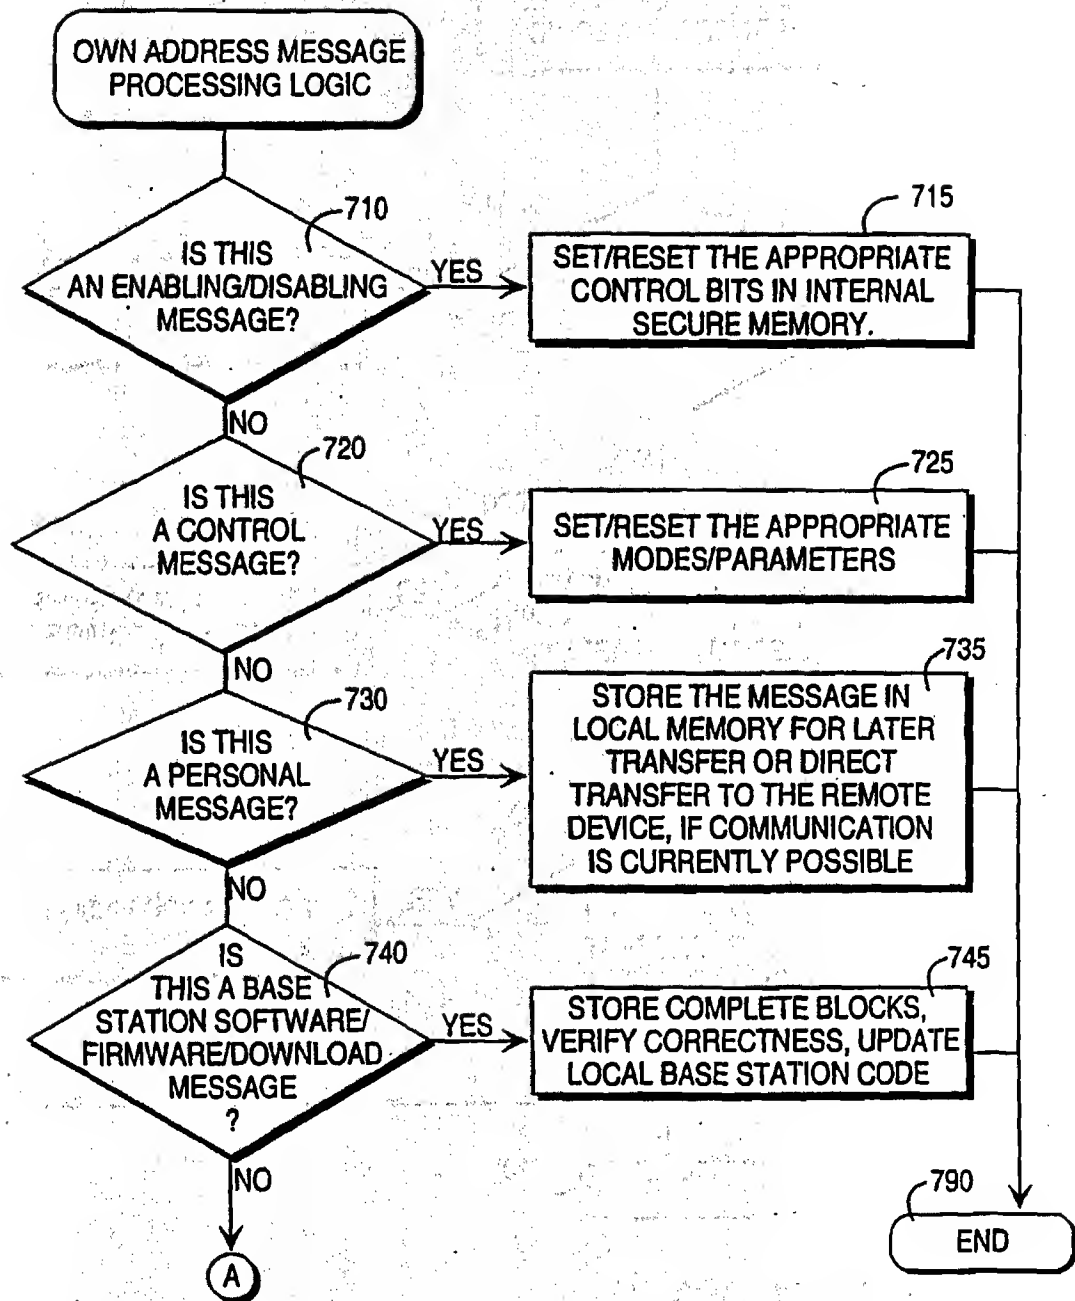 OWN ADDRESS MESSAGE
PROCESSING LOGIC
710
IS THIS
AN ENABLING/DISABLING
MESSAGE?
YES
715
SET/RESET THE APPROPRIATE
CONTROL BITS IN INTERNAL
SECURE MEMORY.
NO
720
IS THIS
A CONTROL
MESSAGE?
YES
725
SET/RESET THE APPROPRIATE
MODES/PARAMETERS
NO
730
IS THIS
A PERSONAL
MESSAGE?
YES
735
STORE THE MESSAGE IN
LOCAL MEMORY FOR LATER
TRANSFER OR DIRECT
TRANSFER TO THE REMOTE
DEVICE, IF COMMUNICATION
IS CURRENTLY POSSIBLE
NO
740
IS
THIS A BASE
STATION SOFTWARE/
FIRMWARE/DOWNLOAD
MESSAGE
?
YES
745
STORE COMPLETE BLOCKS,
VERIFY CORRECTNESS, UPDATE
LOCAL BASE STATION CODE
NO
A
790
END